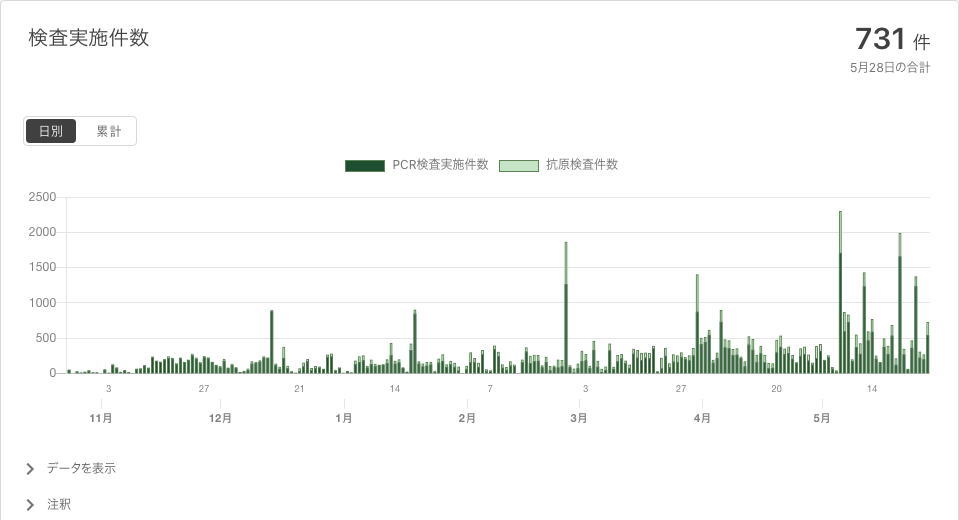 検査実施件数
731 件
5月28日の合計
日別 累計
PCR検査実施件数 抗原検査件数
2500
2000
1500
1000
500
0
3 27 21 14 7 3 27 20 14
11月 12月 1月 2月 3月 4月 5月
データを表示
注釈